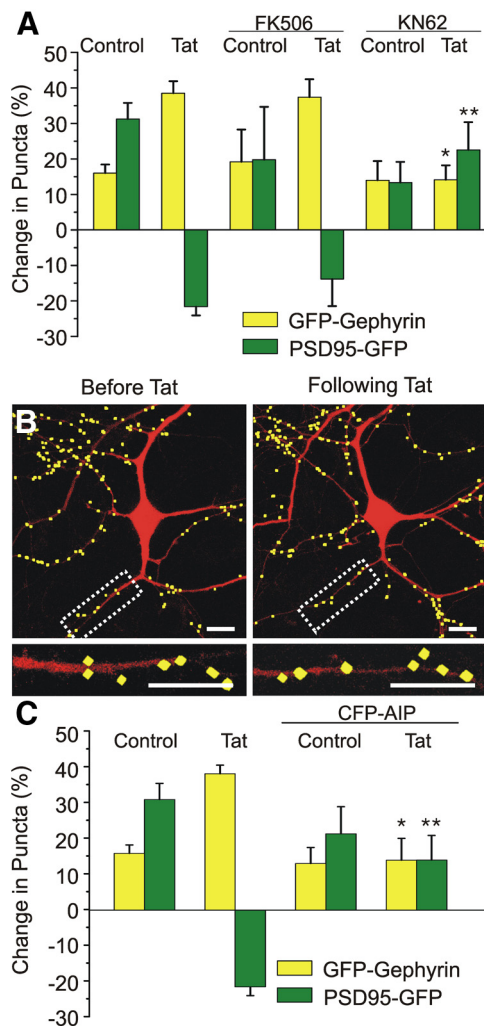 A
FK506 KN62
Control Tat Control Tat Control Tat
Change in Puncta (%)
50
40
30
20
10
0
-10
-20
-30
* **
GFP-Gephyrin
PSD95-GFP
Before Tat Following Tat
B
C
CFP-AIP
Control Tat Control Tat
Change in Puncta (%)
50
40
30
20
10
0
-10
-20
-30
* **
GFP-Gephyrin
PSD95-GFP